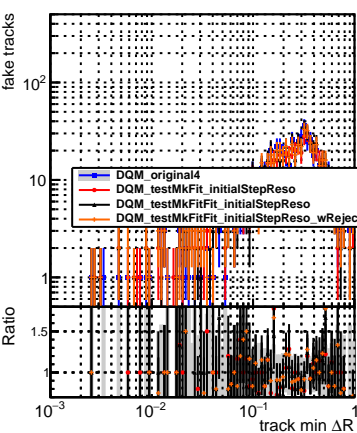 fake tracks
10²
10
1
DQM_original4
DQM_testMkFit_initialStepReso
DQM_testMkFitFit_initialStepReso
DQM_testMkFitFit_initialStepReso_wRejec
Ratio
1.5
1
10⁻³
10⁻²
10⁻¹
1
track min ΔR